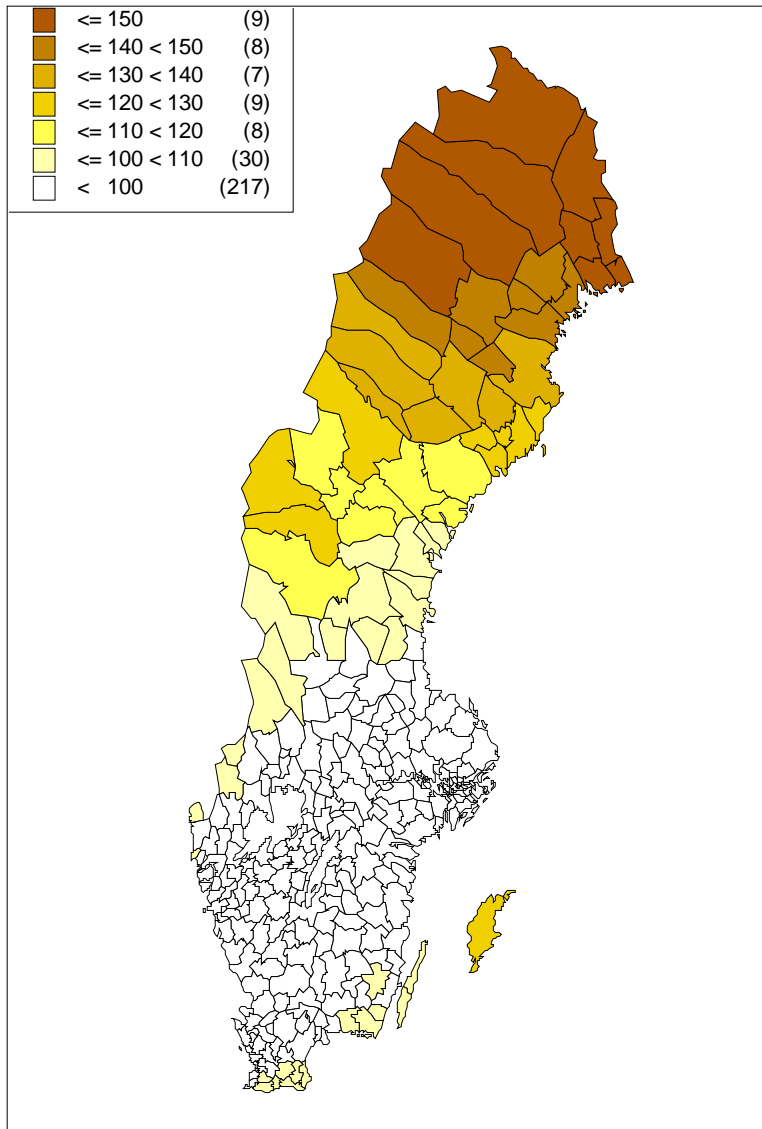 <= 150 (9)
<= 140 < 150 (8)
<= 130 < 140 (7)
<= 120 < 130 (9)
<= 110 < 120 (8)
<= 100 < 110 (30)
< 100 (217)